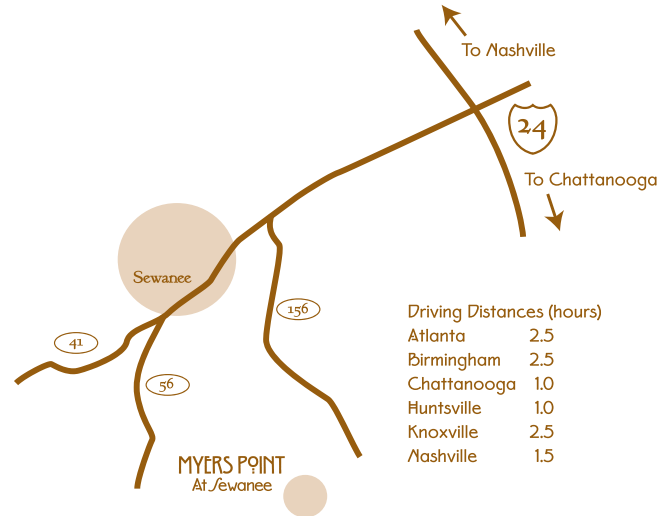 To Nashville
24
To Chattanooga
Sewanee
156
41
56
Driving Distances (hours)
Atlanta 2.5
Birmingham 2.5
Chattanooga 1.0
Huntsville 1.0
Knoxville 2.5
Nashville 1.5
MYERS POINT
At Sewanee